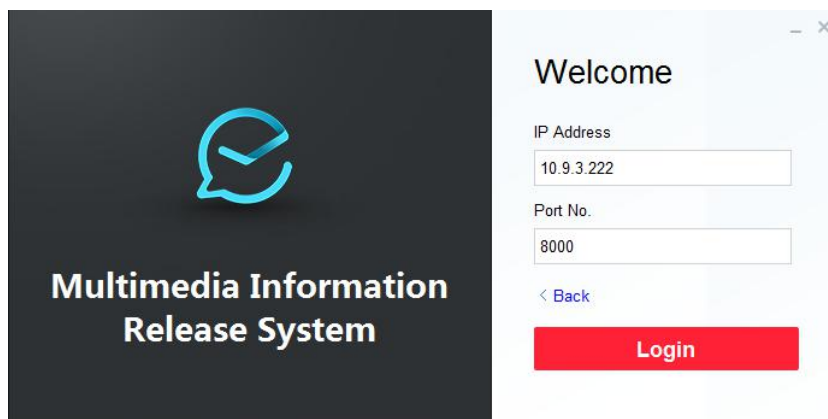 Multimedia Information
Release System
Welcome
IP Address
10.9.3.222
Port No.
8000
< Back
Login